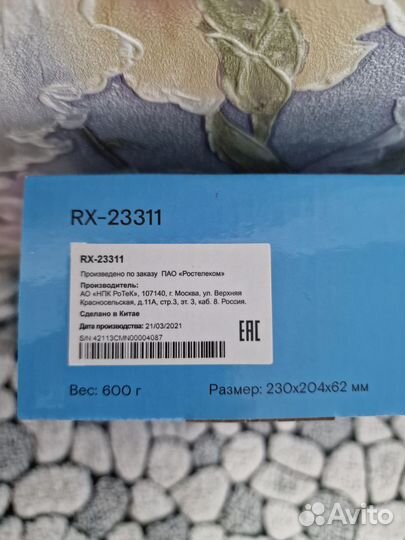 RX-23311
RX-23311
Произведено по заказу ПАО «Ростелеком»
Производитель:
АО «НПК РоТеК», 107140, г. Москва, ул. Верхняя
Красносельская, д.11А, стр.3, эт. 3, каб. 8. Россия.
Сделано в Китае
Дата производства: 21/03/2021
S/N:42113CMN00004087
EAC
Вес: 600 г
Размер: 230x204x62 мм
Avito